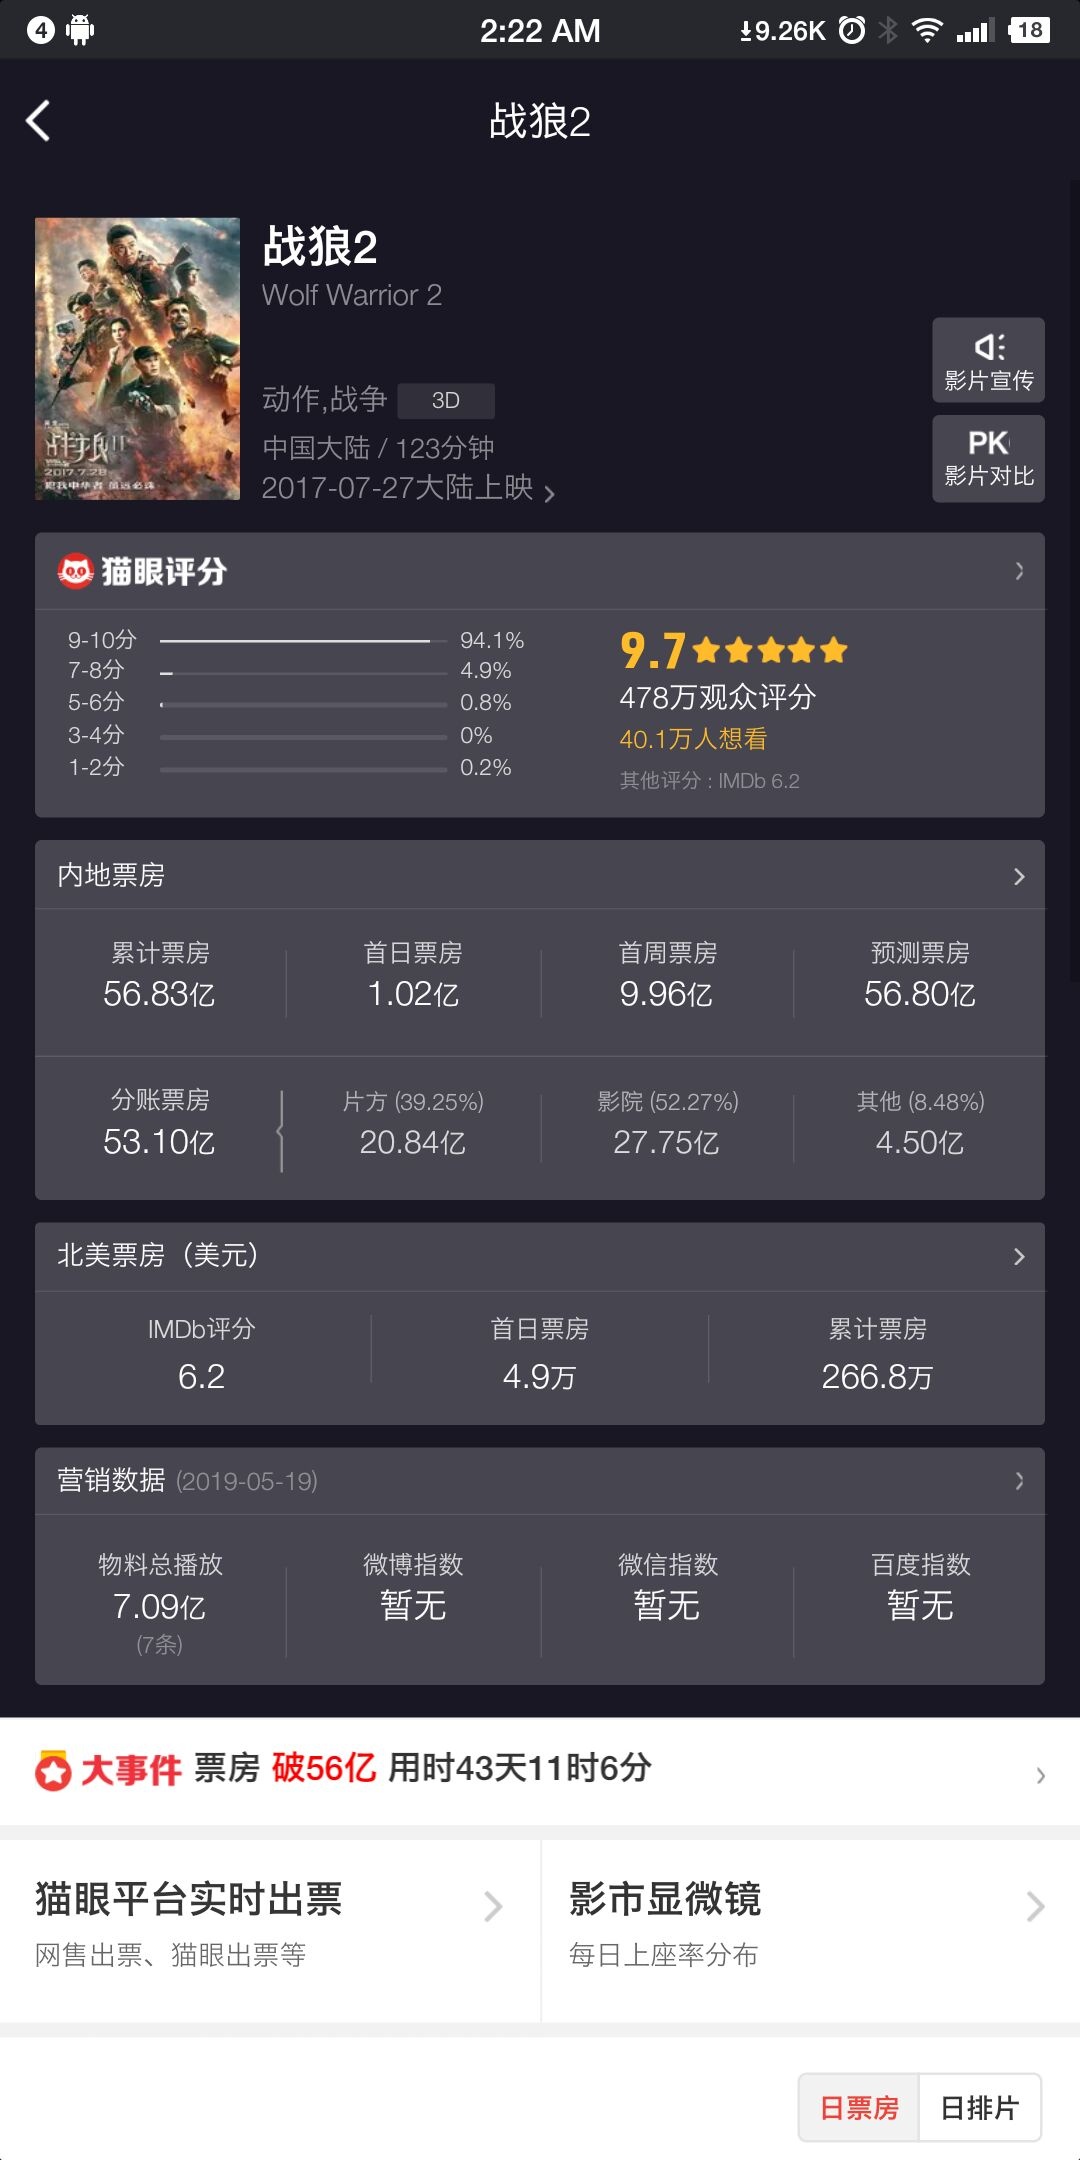 4 2:22 AM 9.26K 18
战狼2
战狼2
Wolf Warrior 2
动作,战争 3D
中国大陆 / 123分钟
2017-07-27大陆上映
影片宣传
PK
影片对比
战狼II
2017.7.28
猫眼评分
9-10分 94.1%
7-8分 4.9%
5-6分 0.8%
3-4分 0%
1-2分 0.2%
9.7
478万观众评分
40.1万人想看
其他评分 : IMDb 6.2
内地票房
累计票房 首日票房 首周票房 预测票房
56.83亿 1.02亿 9.96亿 56.80亿
分账票房 片方 (39.25%) 影院 (52.27%) 其他 (8.48%)
53.10亿 20.84亿 27.75亿 4.50亿
北美票房（美元）
IMDb评分 首日票房 累计票房
6.2 4.9万 266.8万
营销数据 (2019-05-19)
物料总播放 微博指数 微信指数 百度指数
7.09亿 暂无 暂无 暂无
(7条)
大事件 票房 破56亿 用时43天11时6分
猫眼平台实时出票
网售出票、猫眼出票等
影市显微镜
每日上座率分布
日票房 日排片